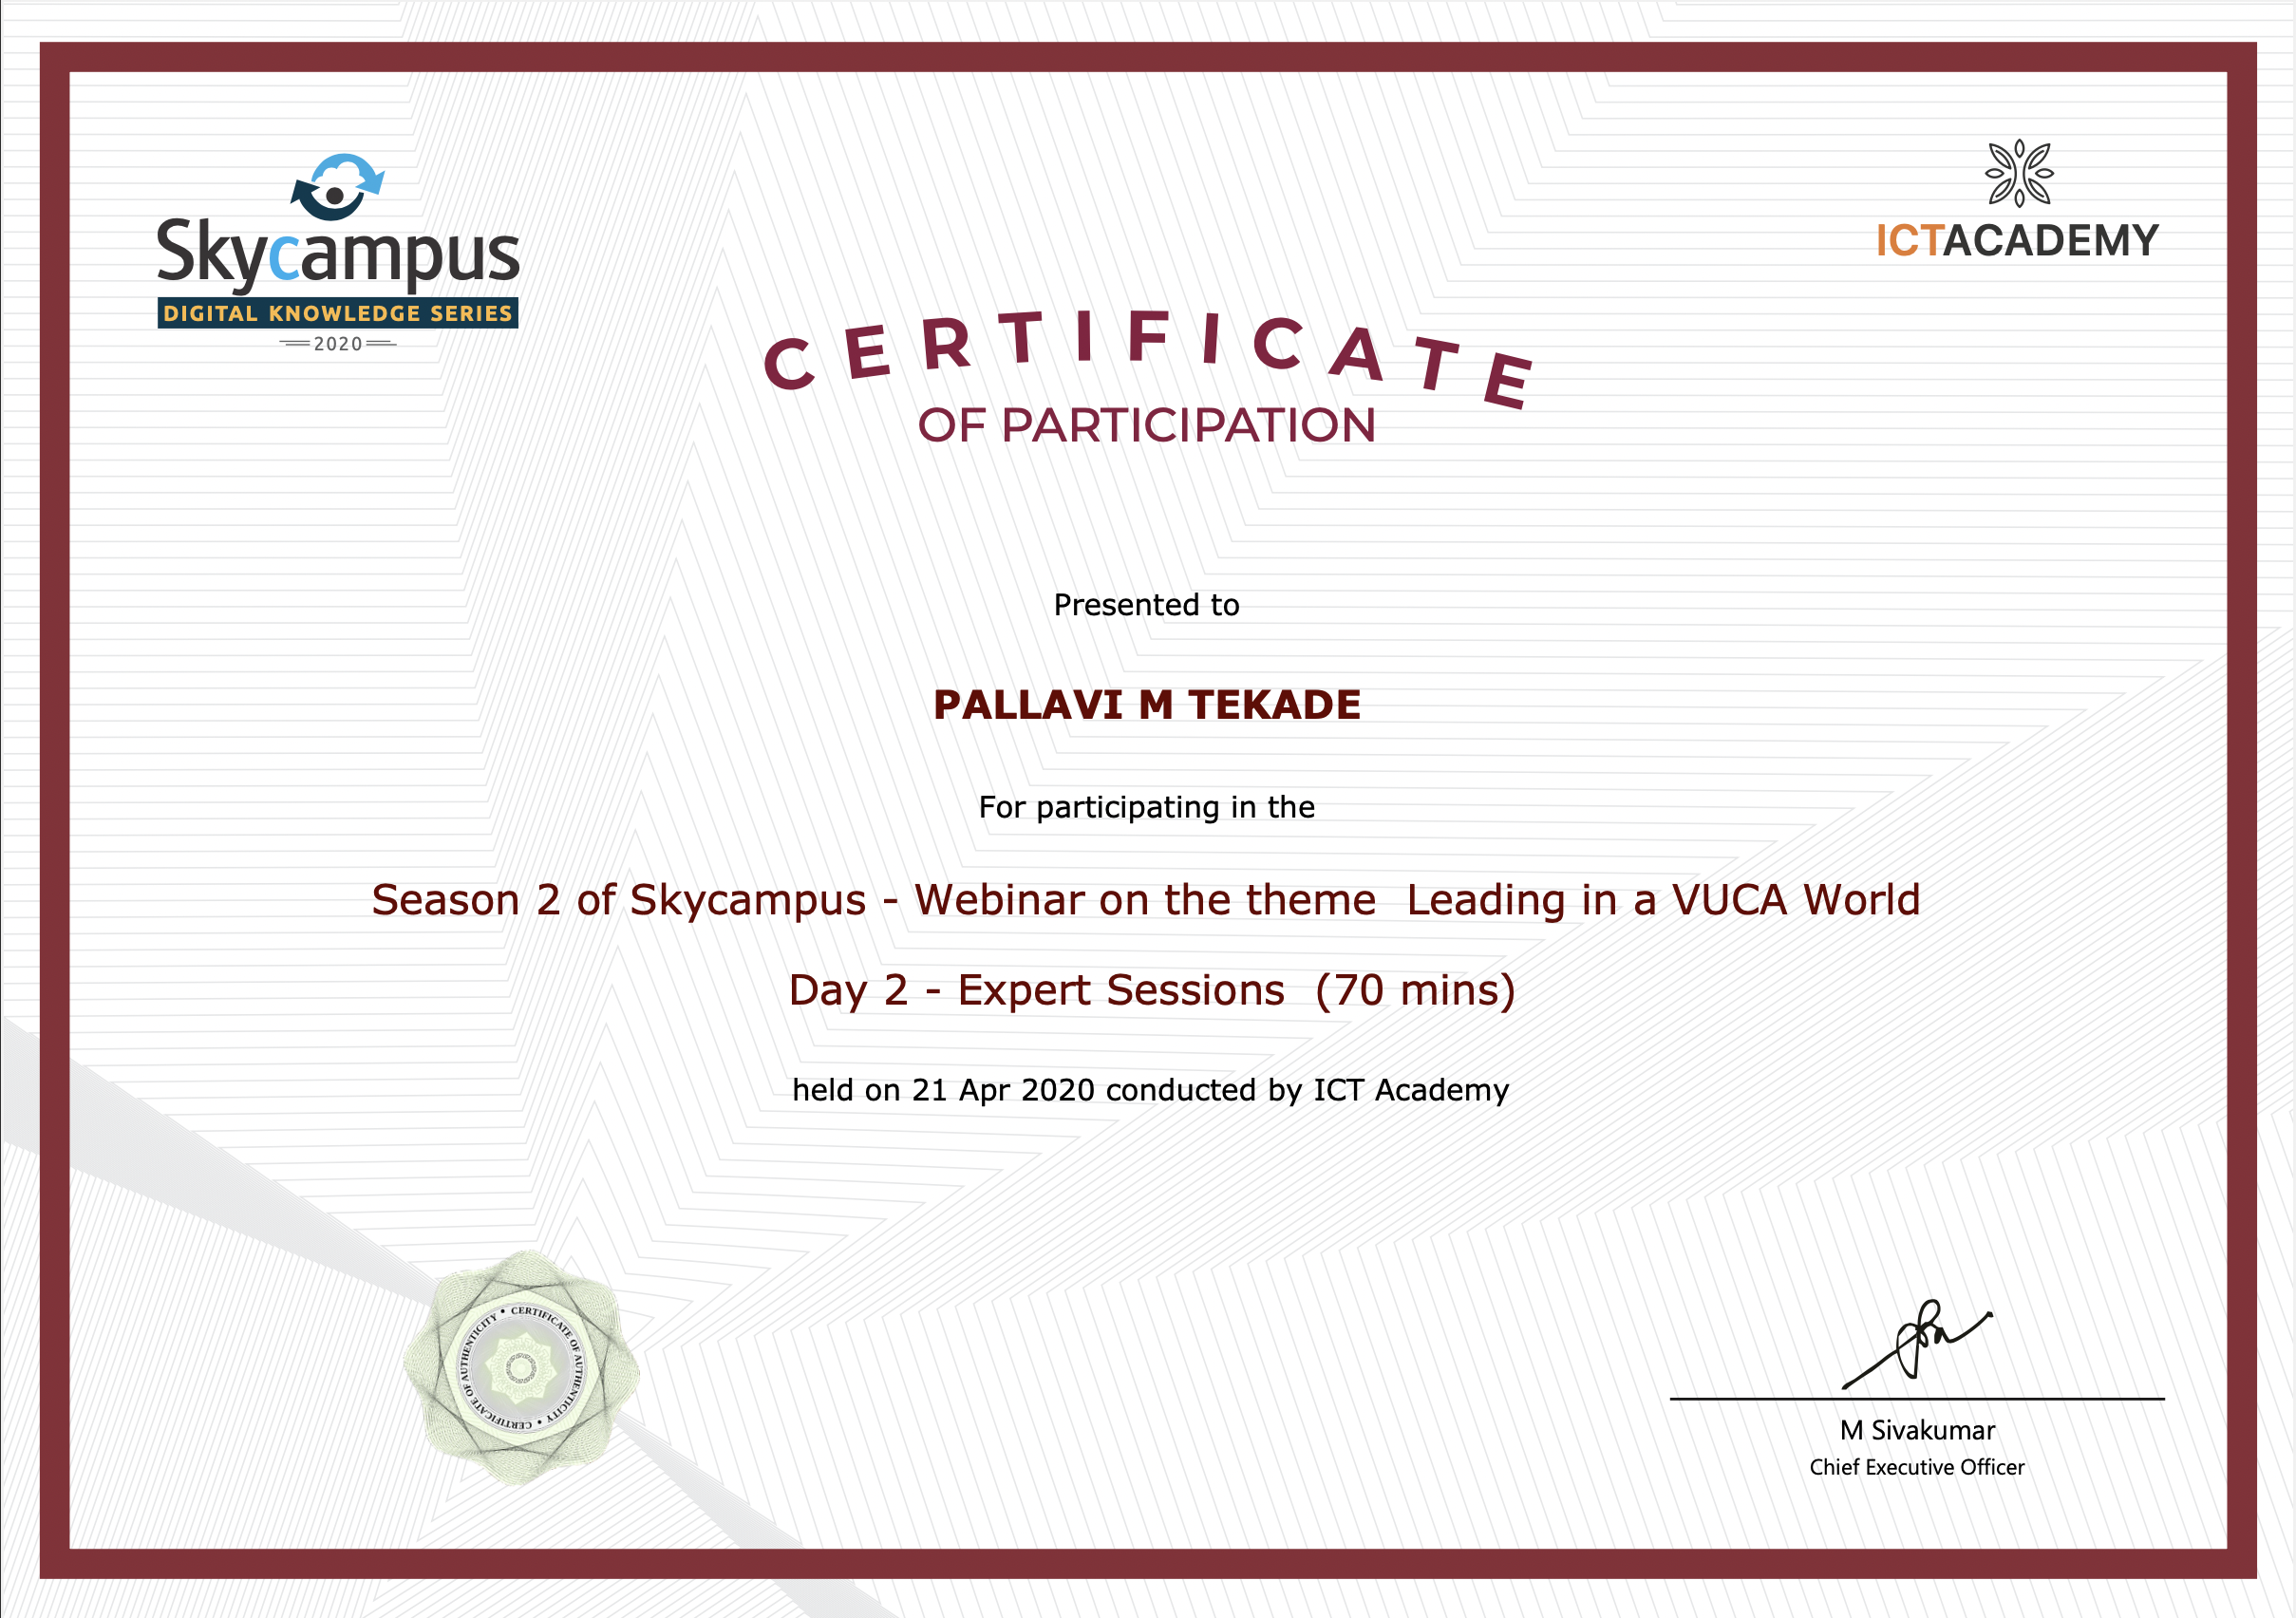 Skycampus
DIGITAL KNOWLEDGE SERIES
2020
ICTACADEMY
CERTIFICATE
OF PARTICIPATION
Presented to
PALLAVI M TEKADE
For participating in the
Season 2 of Skycampus - Webinar on the theme  Leading in a VUCA World
Day 2 - Expert Sessions  (70 mins)
held on 21 Apr 2020 conducted by ICT Academy
CERTIFICATE OF AUTHENTICITY • CERTIFICATE OF AUTHENTICITY •
M Sivakumar
Chief Executive Officer